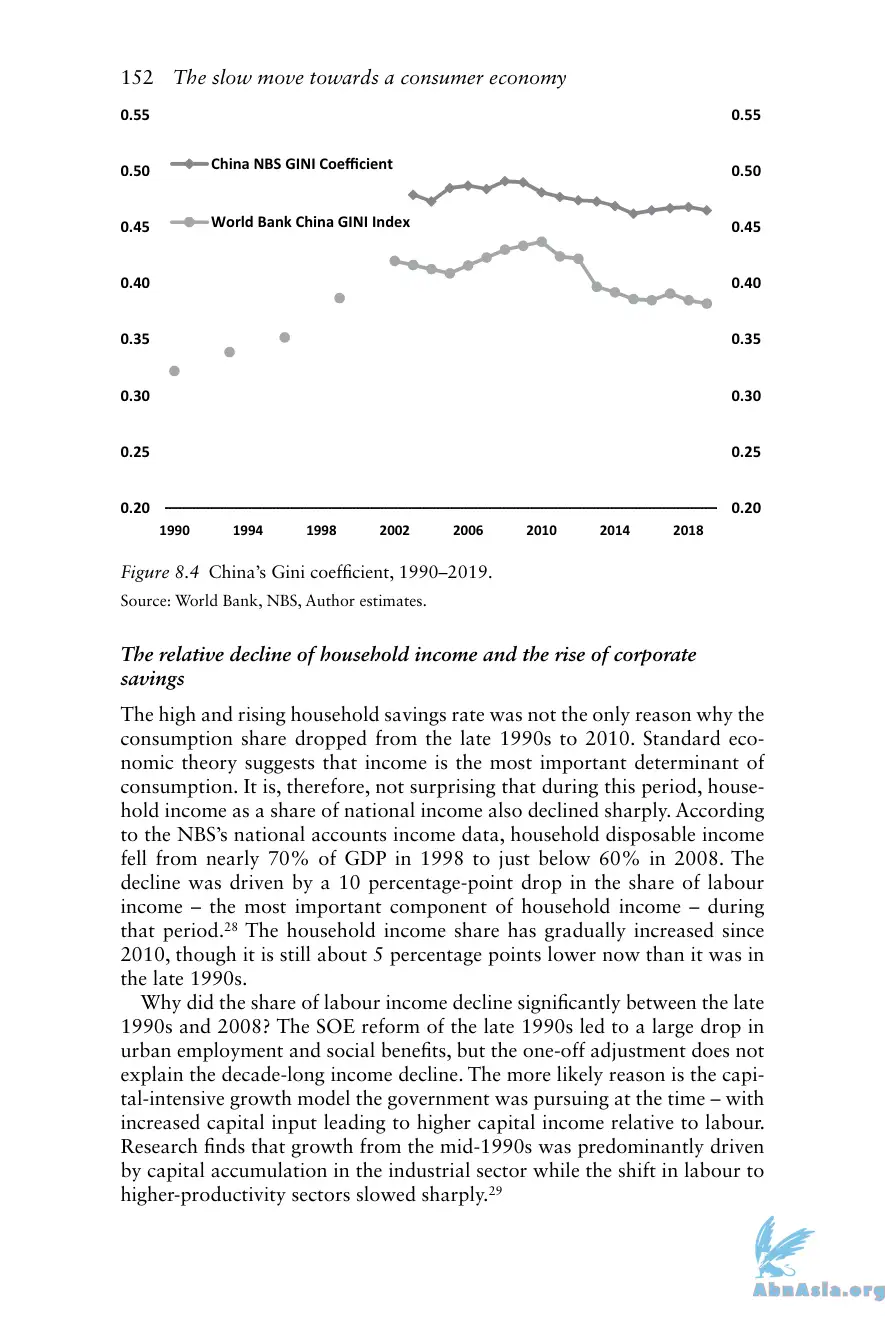 152 The slow move towards a consumer economy
0.55 0.55
0.50 China NBS GINI Coefficient 0.50
0.45 World Bank China GINI Index 0.45
0.40 0.40
0.35 0.35
0.30 0.30
0.25 0.25
0.20 0.20
1990 1994 1998 2002 2006 2010 2014 2018
Figure 8.4 China's Gini coefficient, 1990–2019.
Source: World Bank, NBS, Author estimates.
The relative decline of household income and the rise of corporate
savings
The high and rising household savings rate was not the only reason why the
consumption share dropped from the late 1990s to 2010. Standard eco-
nomic theory suggests that income is the most important determinant of
consumption. It is, therefore, not surprising that during this period, house-
hold income as a share of national income also declined sharply. According
to the NBS's national accounts income data, household disposable income
fell from nearly 70% of GDP in 1998 to just below 60% in 2008. The
decline was driven by a 10 percentage-point drop in the share of labour
income – the most important component of household income – during
that period.28 The household income share has gradually increased since
2010, though it is still about 5 percentage points lower now than it was in
the late 1990s.
Why did the share of labour income decline significantly between the late
1990s and 2008? The SOE reform of the late 1990s led to a large drop in
urban employment and social benefits, but the one-off adjustment does not
explain the decade-long income decline. The more likely reason is the capi-
tal-intensive growth model the government was pursuing at the time – with
increased capital input leading to higher capital income relative to labour.
Research finds that growth from the mid-1990s was predominantly driven
by capital accumulation in the industrial sector while the shift in labour to
higher-productivity sectors slowed sharply.29
AbnAsia.org